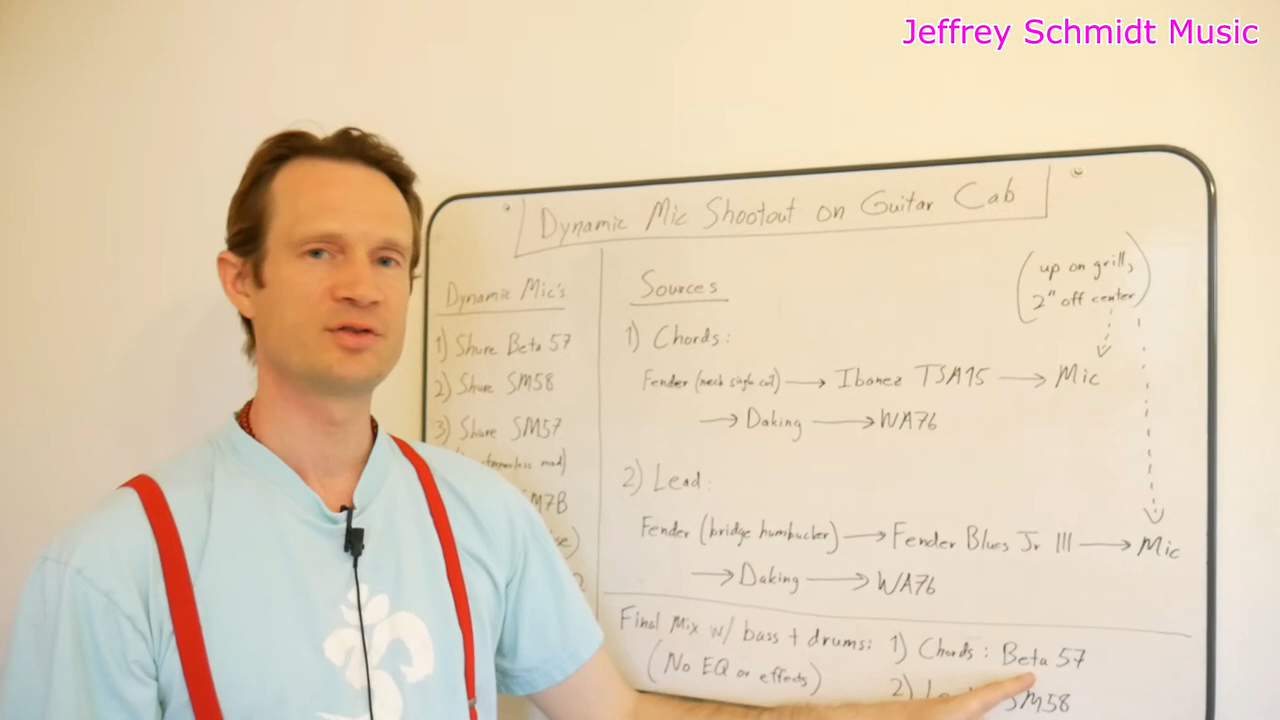 Jeffrey Schmidt Music
Dynamic Mic Shootout on Guitar Cab
Dynamic Mic's
1) Shure Beta 57
2) Shure SM58
3) Shure SM57
mod)
SM7B
Sources
(up on grill,
2" off center)
1) Chords:
Fender (neck single coil) → Ibanez TSA15 → Mic
→ Daking → WA76
2) Lead:
Fender (bridge humbucker) → Fender Blues Jr III → Mic
→ Daking → WA76
Final Mix w/ bass + drums:
(No EQ or effects)
1) Chords: Beta 57
2) SM58